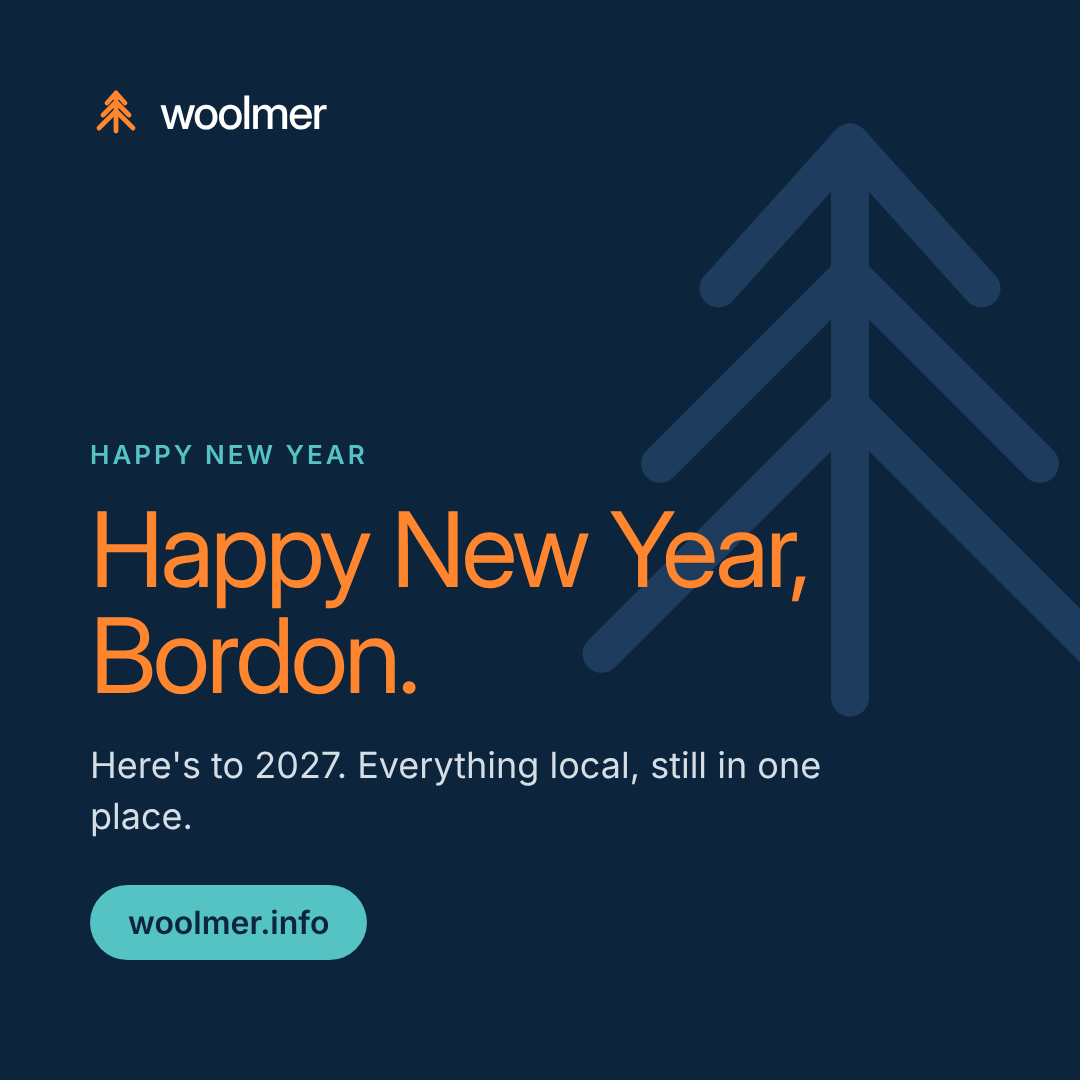 woolmer
HAPPY NEW YEAR
Happy New Year,
Bordon.
Here's to 2027. Everything local, still in one
place.
woolmer.info